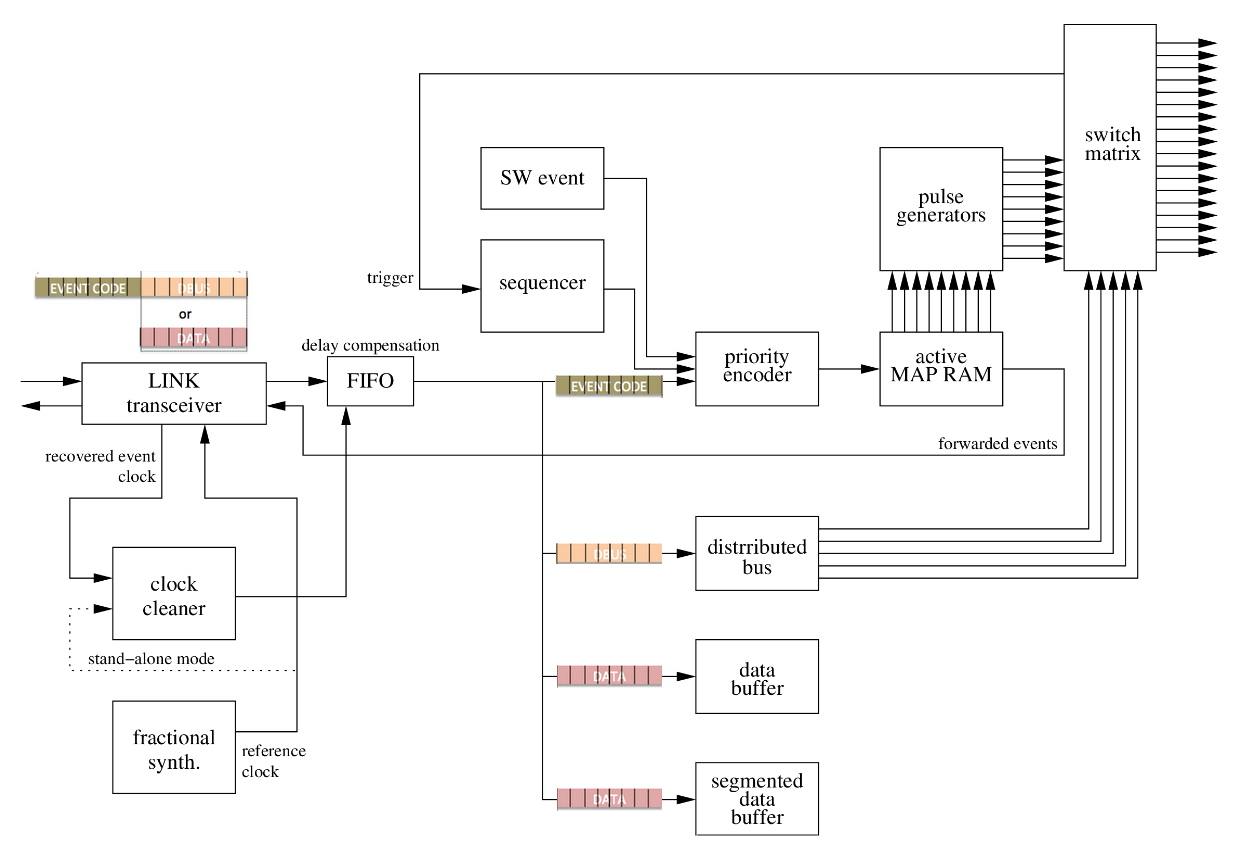 switch
matrix
SW event
pulse
generators
trigger
sequencer
EVENT CODE
DBUS
or
DATA
delay compensation
LINK
transceiver
FIFO
EVENT CODE
priority
encoder
active
MAP RAM
forwarded events
recovered event
clock
clock
cleaner
DBUS
distrributed
bus
stand-alone mode
DATA
data
buffer
fractional
synth.
reference
clock
DATA
segmented
data
buffer